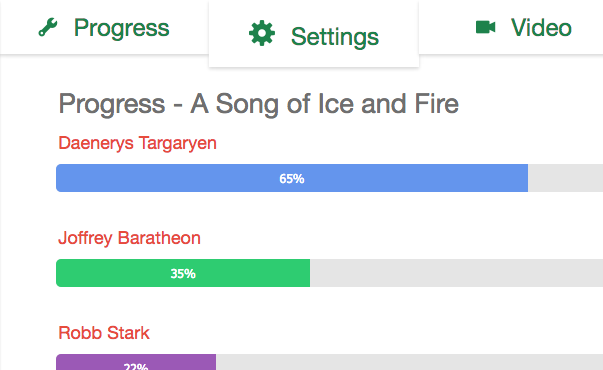 Progress
Settings
Video
Progress - A Song of Ice and Fire
Daenerys Targaryen
65%
Joffrey Baratheon
35%
Robb Stark
22%